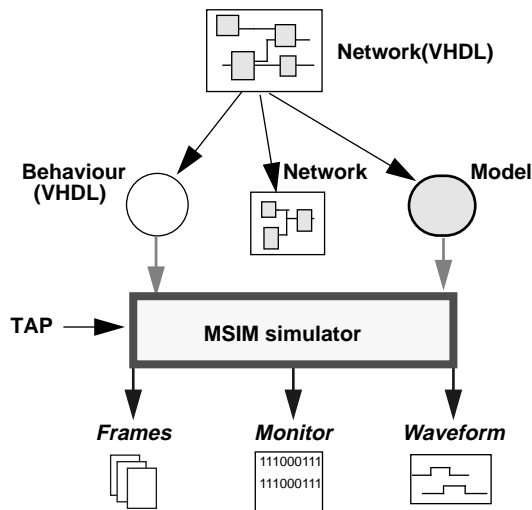 Network(VHDL)
Behaviour
(VHDL)
Network
Model
TAP
MSIM simulator
Frames
Monitor
Waveform
111000111
111000111